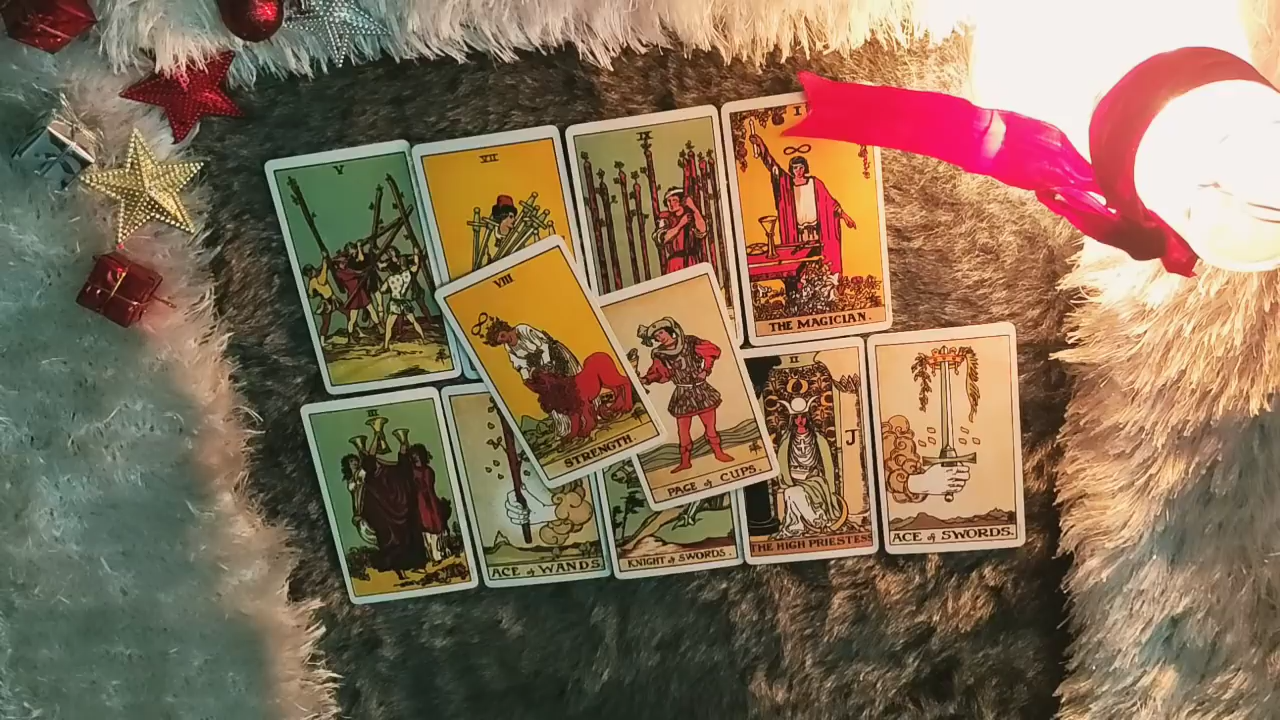 V
VII
IX
I
THE MAGICIAN.
VIII
STRENGTH.
PAGE of CUPS.
III
ACE of WANDS.
KNIGHT of SWORDS.
II
J
THE HIGH PRIESTESS
ACE of SWORDS.